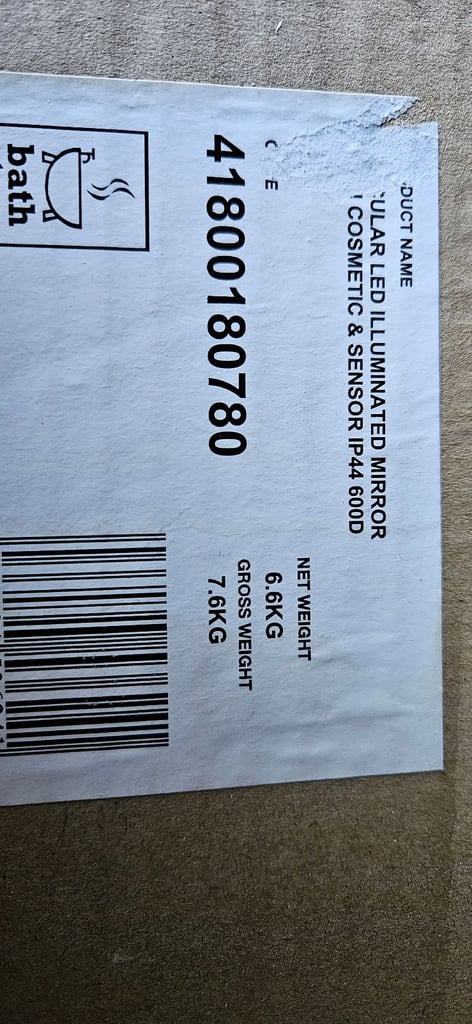 DUCT NAME
ULAR LED ILLUMINATED MIRROR
COSMETIC & SENSOR IP44 600D
41800180780
NET WEIGHT
6.6KG
GROSS WEIGHT
7.6KG
bath